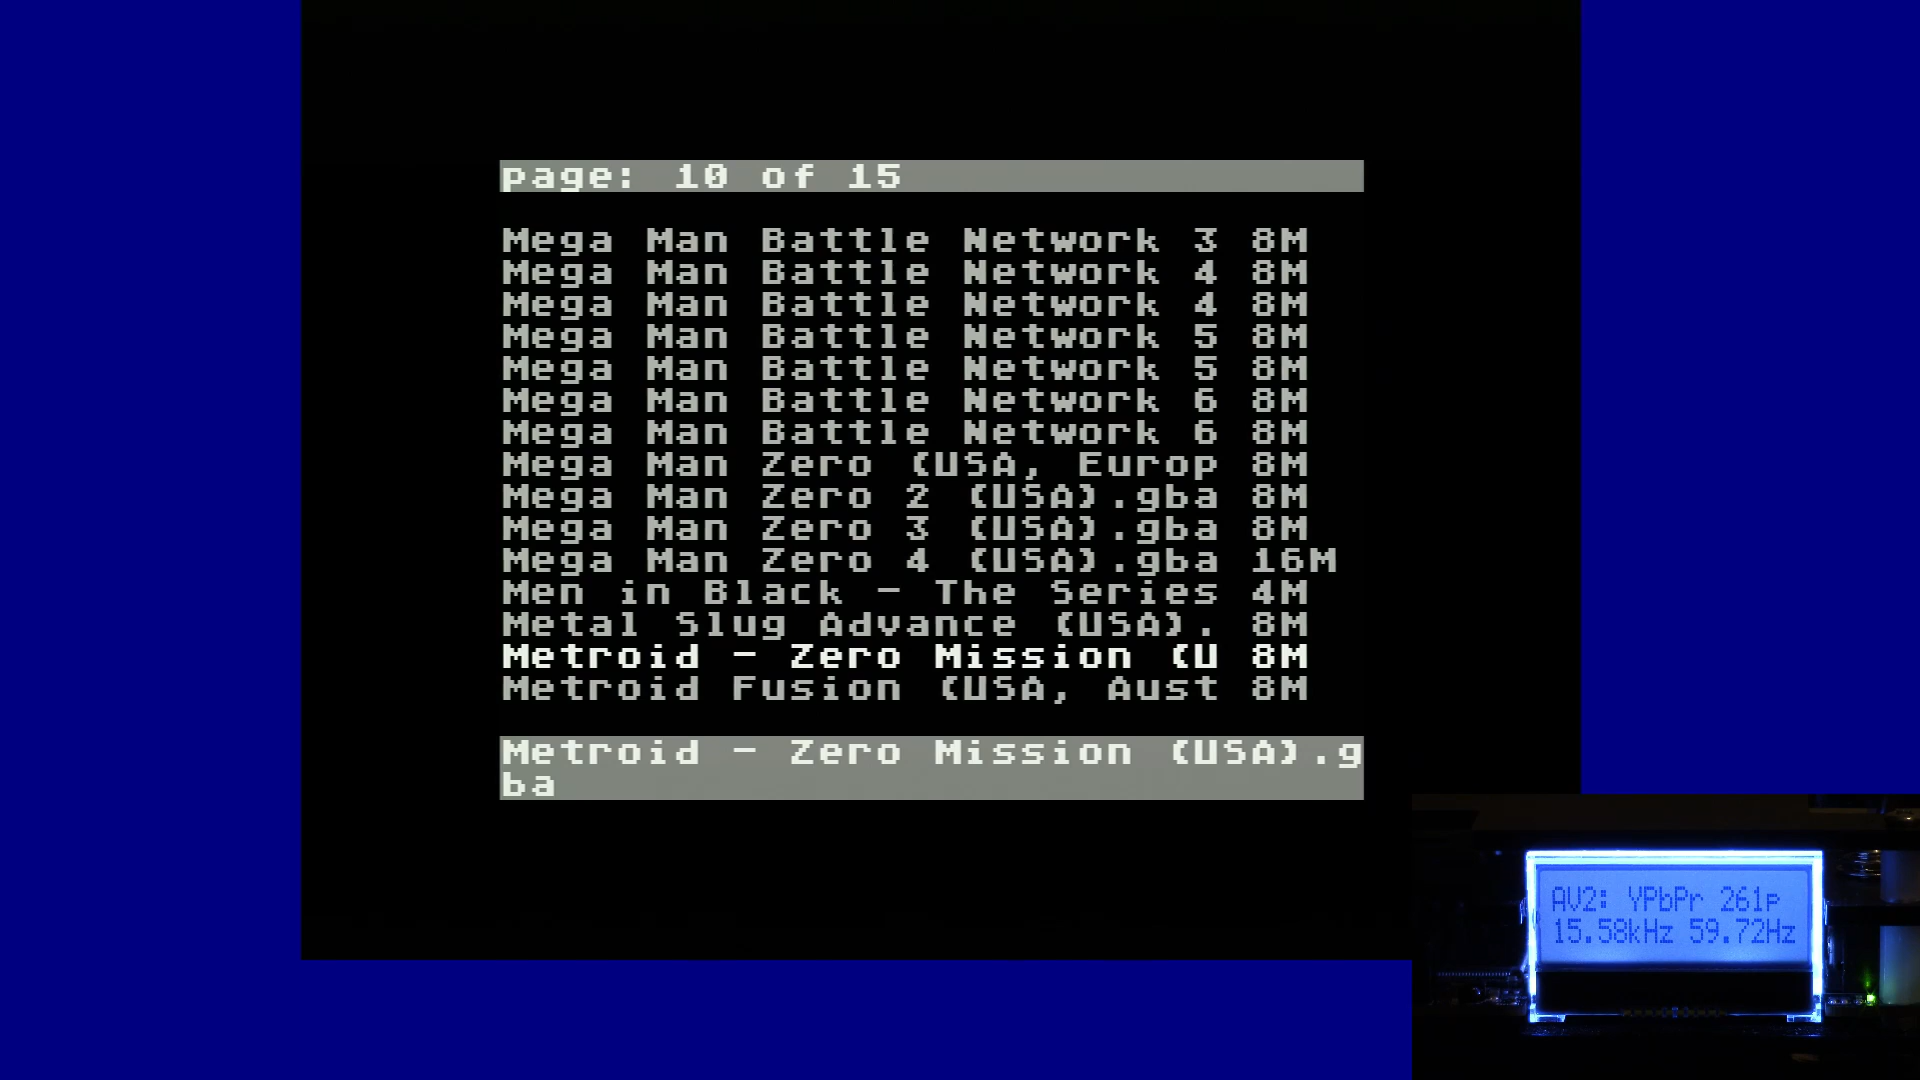 page: 10 of 15
Mega Man Battle Network 3 8M
Mega Man Battle Network 4 8M
Mega Man Battle Network 4 8M
Mega Man Battle Network 5 8M
Mega Man Battle Network 5 8M
Mega Man Battle Network 6 8M
Mega Man Battle Network 6 8M
Mega Man Zero (USA, Europ 8M
Mega Man Zero 2 (USA).gba 8M
Mega Man Zero 3 (USA).gba 8M
Mega Man Zero 4 (USA).gba 16M
Men in Black - The Series 4M
Metal Slug Advance (USA). 8M
Metroid - Zero Mission (U 8M
Metroid Fusion (USA, Aust 8M
Metroid - Zero Mission (USA).g
ba
AV2: YPbPr 261p
15.58kHz 59.72Hz